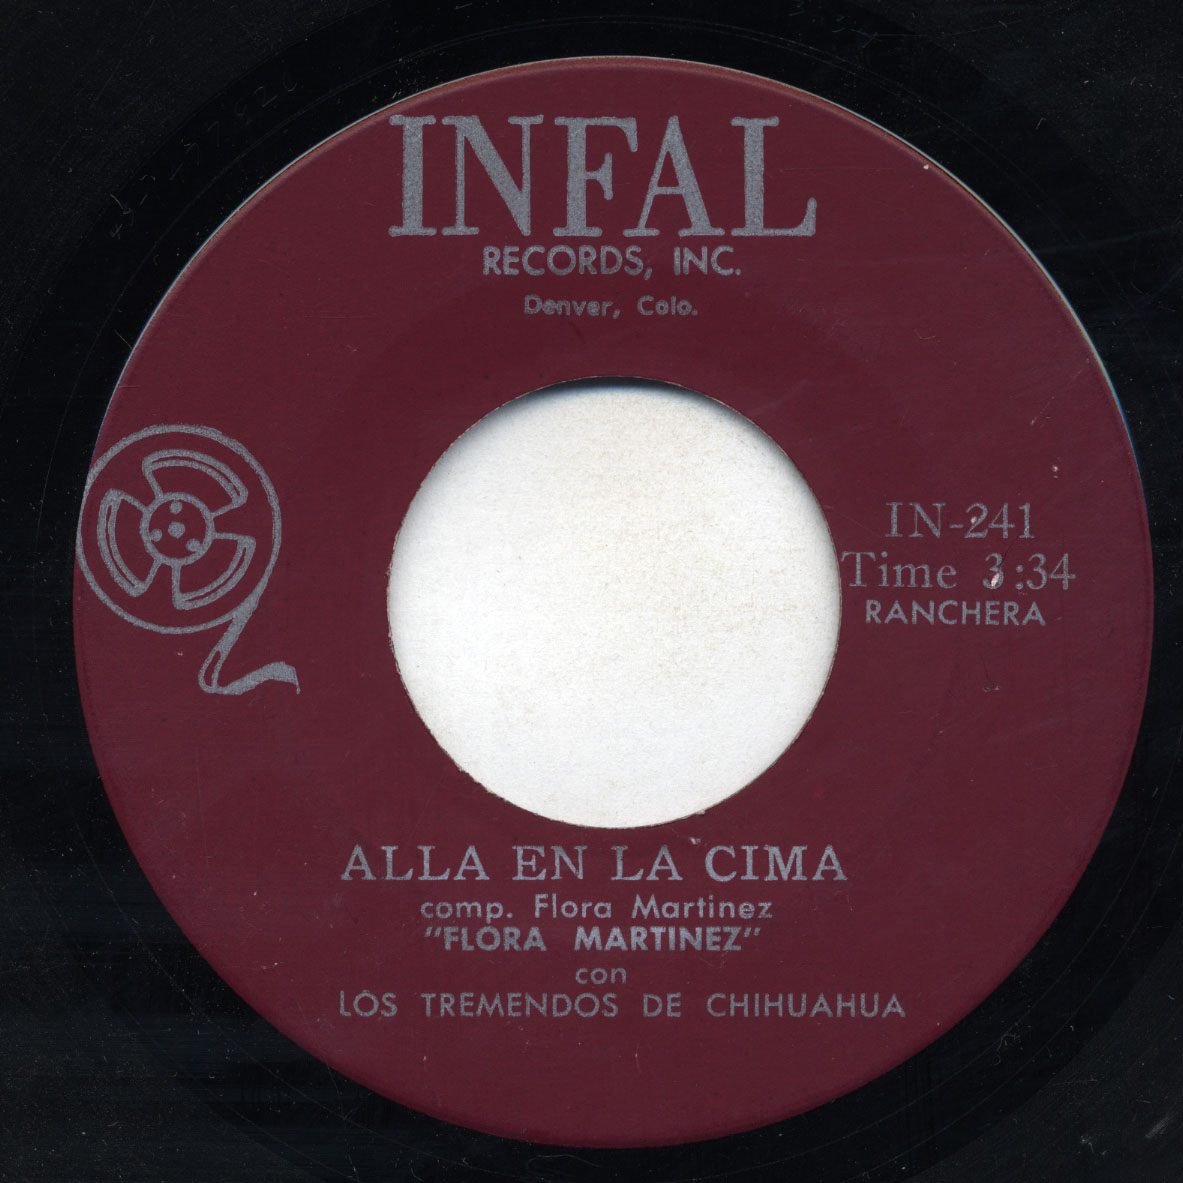 INFAL
RECORDS, INC.
Denver, Colo.
IN-241
Time 3:34
RANCHERA
ALLA EN LA CIMA
comp. Flora Martinez
"FLORA MARTINEZ"
con
LOS TREMENDOS DE CHIHUAHUA